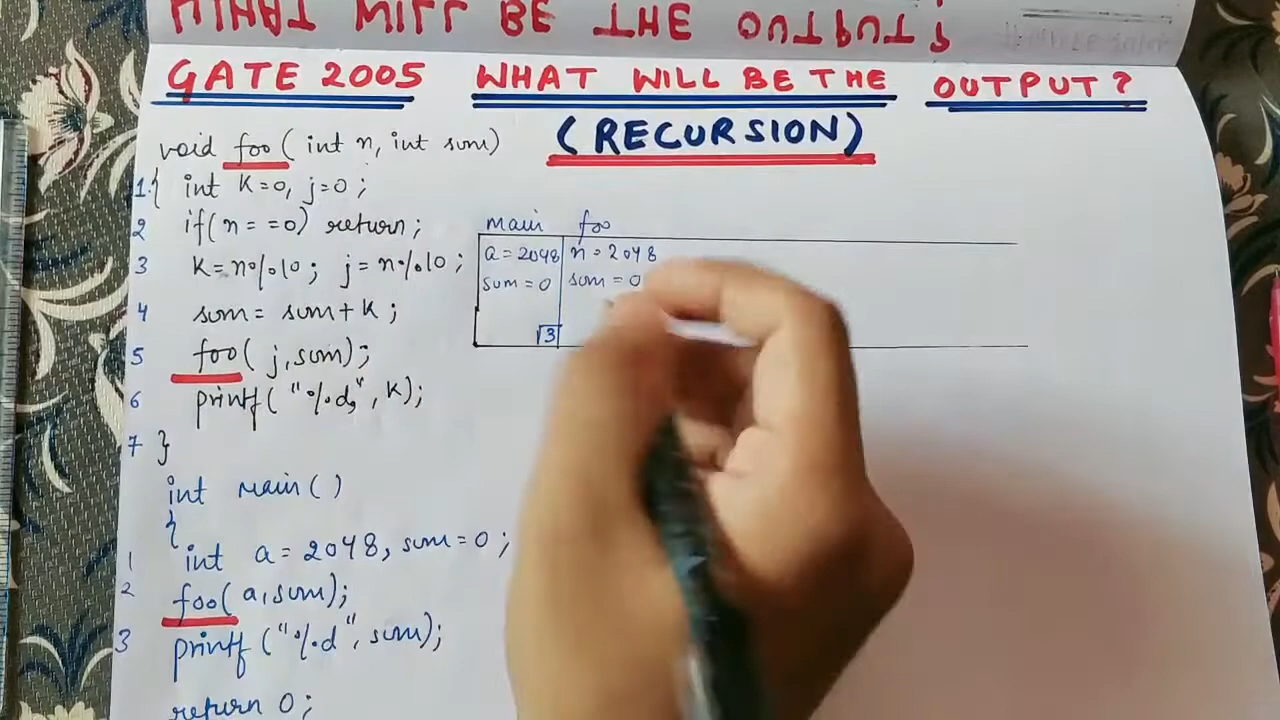 WHAT WILL BE THE OUTPUT ?
GATE 2005 WHAT WILL BE THE OUTPUT?
(RECURSION)
void foo( int n, int sum)
1. { int K=0, j=0 ;
2 if(n==0) return;
3 K=n%10; j=n%10 ;
4 sum= sum+K ;
5 foo( j, sum);
6 printf( "%d," , K);
7 }
int main( )
{
1 int a=2048, sum=0 ;
2 foo( a, sum);
3 printf ("%d", sum);
return 0 ;
main foo
a=2048 n=2048
sum=0 sum=0
3